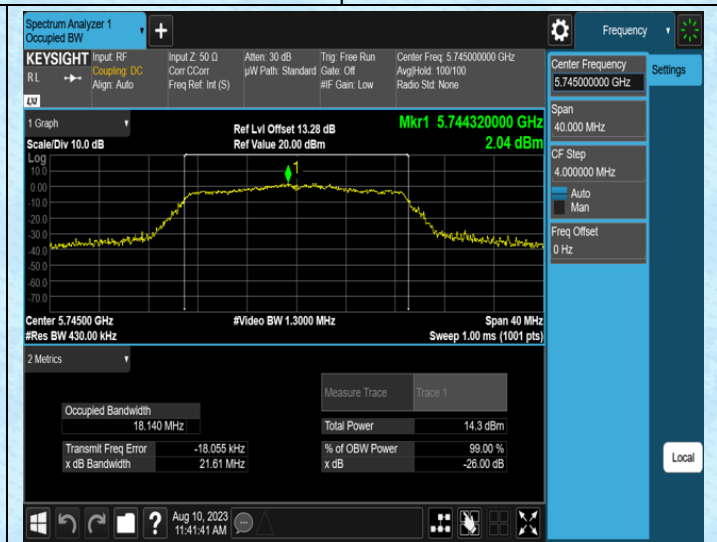 Spectrum Analyzer 1
Occupied BW
Frequency
KEYSIGHT
Input: RF
Coupling: DC
Align: Auto
Input Z: 50 Ω
Corr CCorr
Freq Ref: Int (S)
Atten: 30 dB
µW Path: Standard
Trig: Free Run
Gate: Off
#IF Gain: Low
Center Freq: 5.745000000 GHz
Avg|Hold: 100/100
Radio Std: None
R L
LXI
Center Frequency
5.745000000 GHz
Settings
Span
40.000 MHz
CF Step
4.000000 MHz
Auto
Man
Freq Offset
0 Hz
1 Graph
Scale/Div 10.0 dB
Ref Lvl Offset 13.28 dB
Ref Value 20.00 dBm
Mkr1 5.744320000 GHz
2.04 dBm
Log
10.0
0.00
-10.0
-20.0
-30.0
-40.0
-50.0
-60.0
-70.0
1
Center 5.74500 GHz
#Res BW 430.00 kHz
#Video BW 1.3000 MHz
Span 40 MHz
Sweep 1.00 ms (1001 pts)
2 Metrics
Measure Trace Trace 1
Occupied Bandwidth
18.140 MHz
Total Power 14.3 dBm
Transmit Freq Error -18.055 kHz
% of OBW Power 99.00 %
x dB Bandwidth 21.61 MHz
x dB -26.00 dB
Local
?
Aug 10, 2023
11:41:41 AM